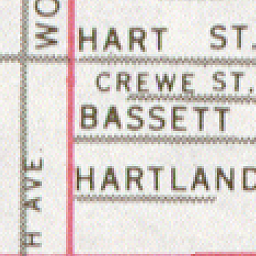 WO
HART ST.
CREWE ST.
BASSETT
HARTLAND
H AVE.